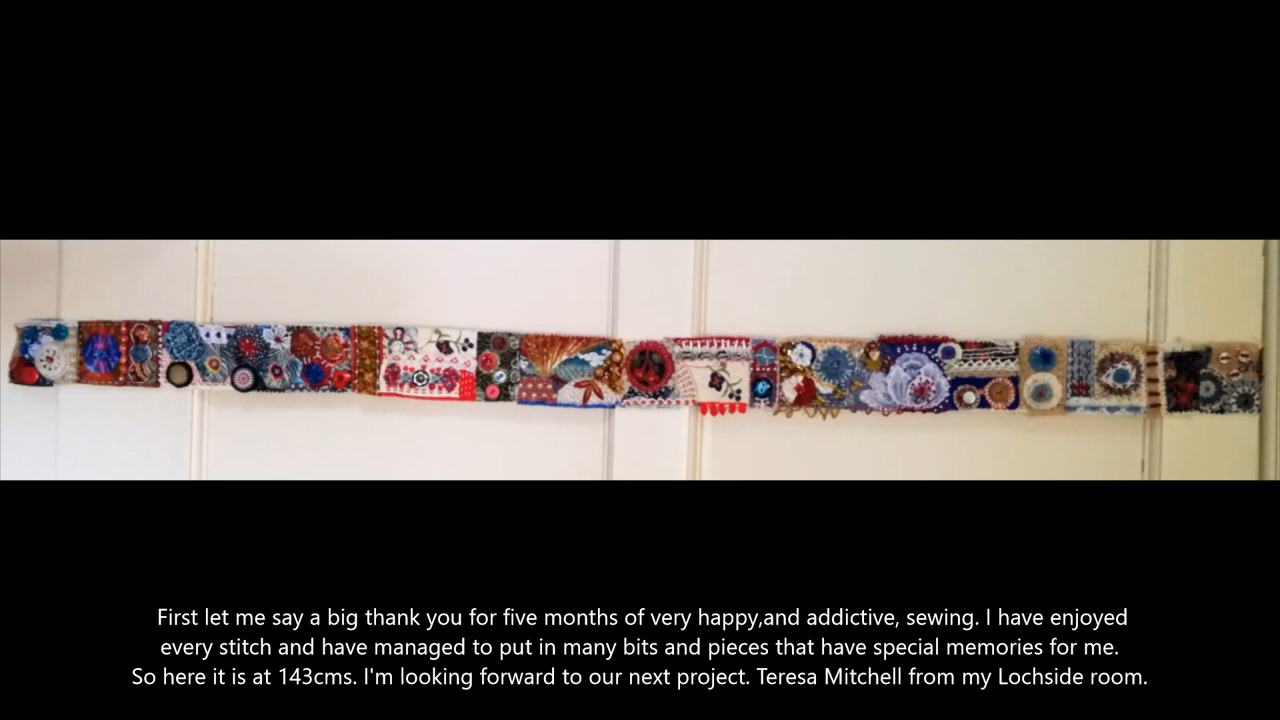 First let me say a big thank you for five months of very happy,and addictive, sewing. I have enjoyed
every stitch and have managed to put in many bits and pieces that have special memories for me.
So here it is at 143cms. I'm looking forward to our next project. Teresa Mitchell from my Lochside room.